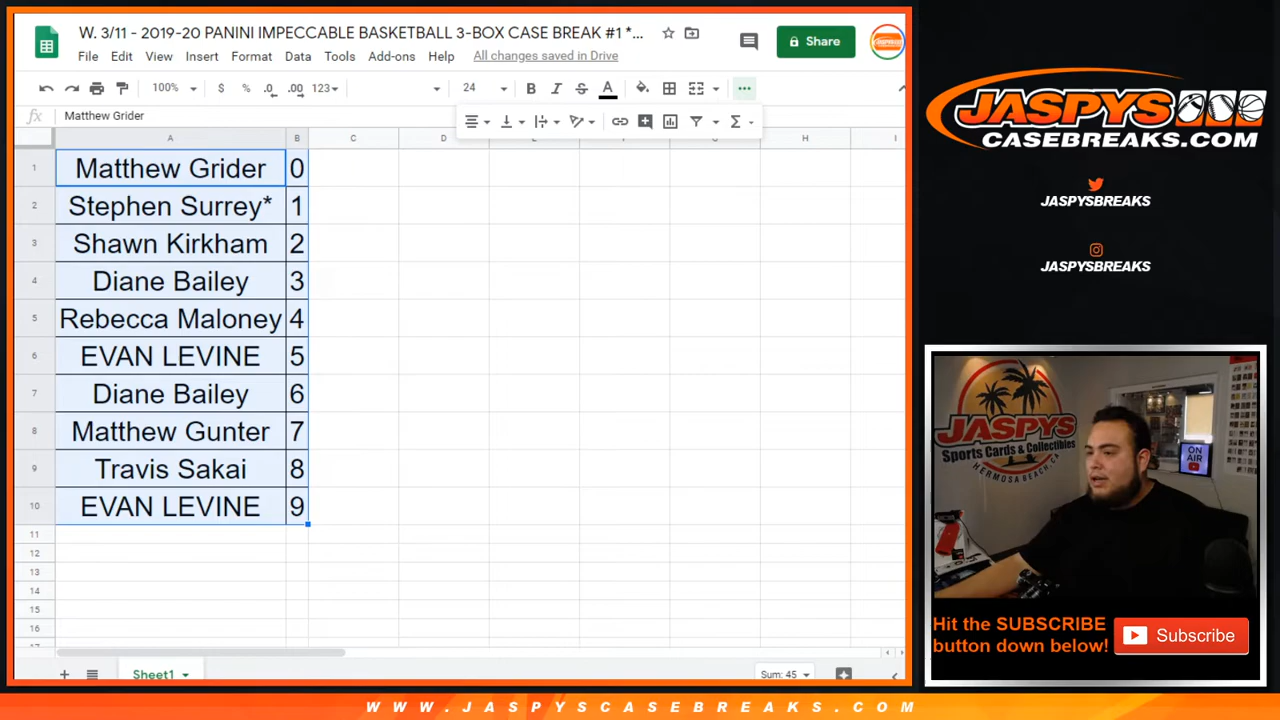 W. 3/11 - 2019-20 PANINI IMPECCABLE BASKETBALL 3-BOX CASE BREAK #1 *...
Share
File Edit View Insert Format Data Tools Add-ons Help All changes saved in Drive
100% $ % .0 .00 123 24 B I S A
fx Matthew Grider
A B C D H I
1 Matthew Grider 0
2 Stephen Surrey* 1
3 Shawn Kirkham 2
4 Diane Bailey 3
5 Rebecca Maloney 4
6 EVAN LEVINE 5
7 Diane Bailey 6
8 Matthew Gunter 7
9 Travis Sakai 8
10 EVAN LEVINE 9
11
12
13
14
15
16
Sheet1
Sum: 45
JASPYS
CASEBREAKS.COM
JASPYSBREAKS
JASPYSBREAKS
JASPYS
Sports Cards & Collectibles
HERMOSA BEACH, CA
ON AIR
Hit the SUBSCRIBE
button down below!
Subscribe
WWW.JASPYSCASEBREAKS.COM